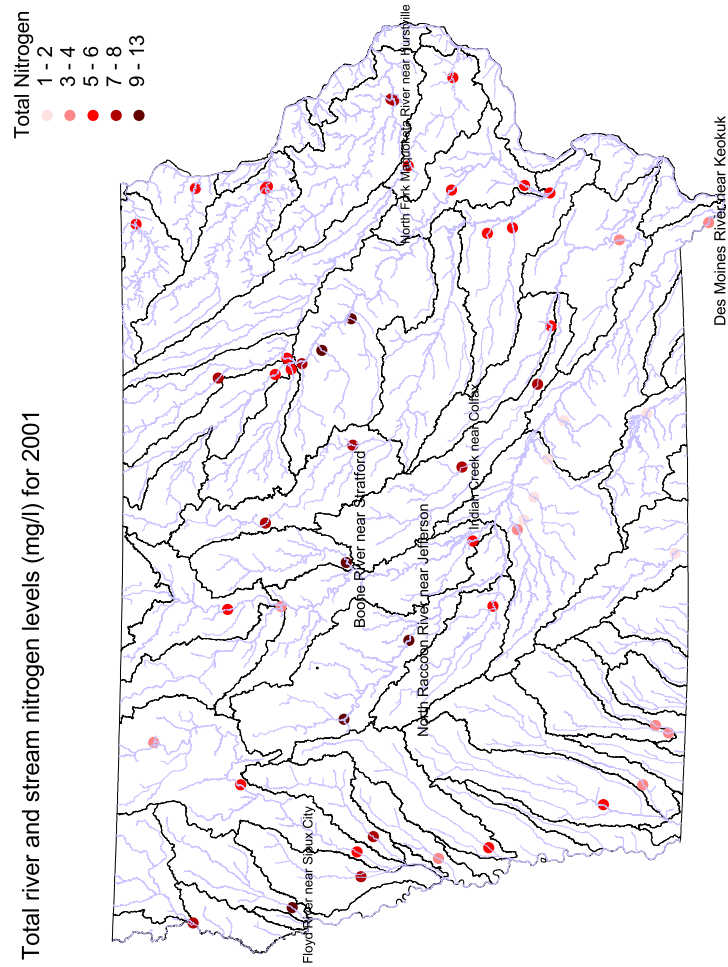 Total river and stream nitrogen levels (mg/l) for 2001
Total Nitrogen
1 - 2
3 - 4
5 - 6
7 - 8
9 - 13
Floyd River near Sioux City
Boone River near Stratford
North Fork Maquoketa River near Hurstville
North Raccoon River near Jefferson
Indian Creek near Colfax
Des Moines River near Keokuk